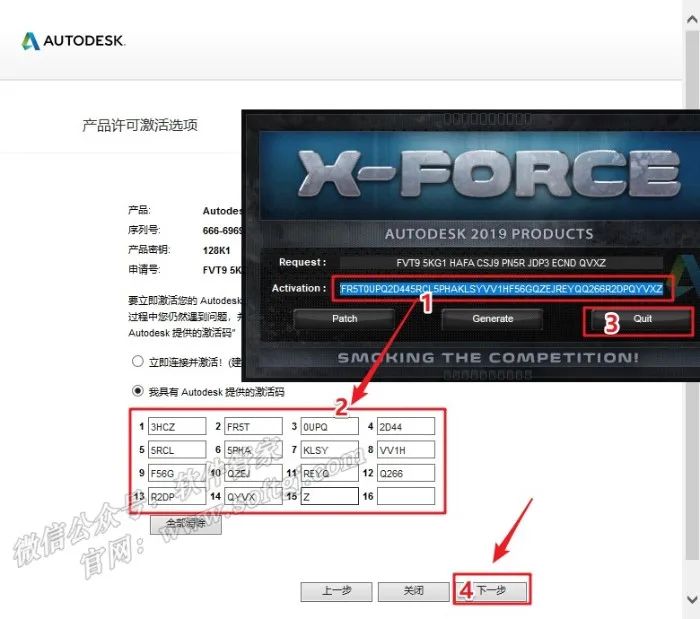 AUTODESK.
产品许可激活选项
X-FORCE
AUTODESK 2019 PRODUCTS
Request : FVT9 5KG1 HAFA CSJ9 PN5R JDP3 ECND QVXZ
Activation : FR5T0UPQ2D445RCL5PHAKLSYVV1HF56GQZEJREYQQ266R2DPQYVXZ
1
Patch Generate Quit
3
SMOKING THE COMPETITION!
产品: Autodes
序列号: 666-6969
产品密钥: 128K1
申请号: FVT9 5K
要立即激活您的 Autodesk
过程中您仍然遇到问题，并
Autodesk 提供的激活码"
立即连接并激活! (建
我具有 Autodesk 提供的激活码
2
1 3HCZ 2 FR5T 3 0UPQ 4 2D44
5 5RCL 6 5PHA 7 KLSY 8 VV1H
9 F56G 10 QZEJ 11 REYQ 12 Q266
13 R2DP 14 QYVX 15 Z 16
全部清除
微信公众号：软件管家
官网：www.softgj.com
上一步 关闭 4 下一步